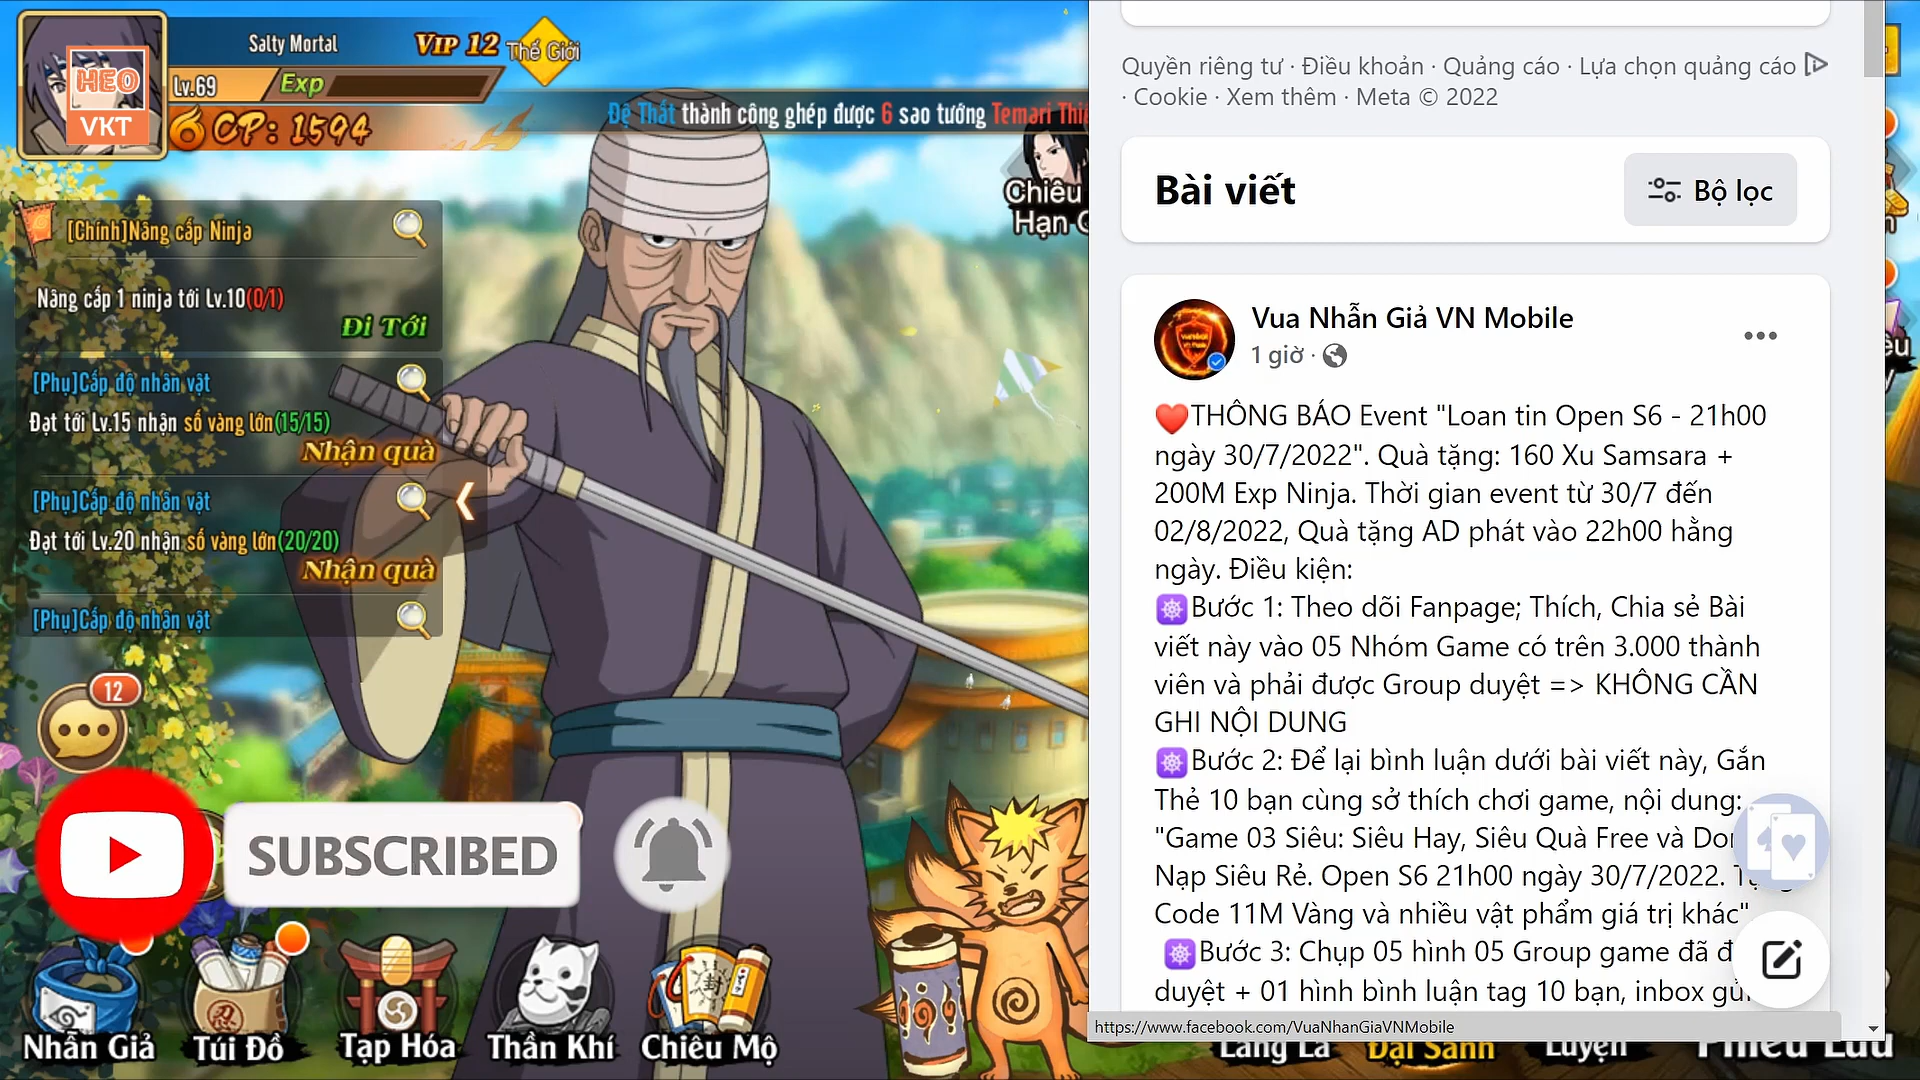 Salty Mortal
VIP 12
Thế Giới
HEO
VKT
Lv.69
Exp
CP: 1594
Đệ Thất thành công ghép được 6 sao tướng Temari
Chiêu
Hạn
[Chính]Nâng cấp Ninja
Nâng cấp 1 ninja tới Lv.10(0/1)
Đi Tới
[Phụ]Cấp độ nhân vật
Đạt tới Lv.15 nhận số vàng lớn(15/15)
Nhận quà
[Phụ]Cấp độ nhân vật
Đạt tới Lv.20 nhận số vàng lớn(20/20)
Nhận quà
[Phụ]Cấp độ nhân vật
12
SUBSCRIBED
Nhẫn Giả
Túi Đồ
Tạp Hóa
Thần Khí
Chiêu Mộ
Quyền riêng tư · Điều khoản · Quảng cáo · Lựa chọn quảng cáo
· Cookie · Xem thêm · Meta © 2022
Bài viết
Bộ lọc
Vua Nhẫn Giả VN Mobile
1 giờ ·
❤️THÔNG BÁO Event "Loan tin Open S6 - 21h00
ngày 30/7/2022". Quà tặng: 160 Xu Samsara +
200M Exp Ninja. Thời gian event từ 30/7 đến
02/8/2022, Quà tặng AD phát vào 22h00 hằng
ngày. Điều kiện:
☸️Bước 1: Theo dõi Fanpage; Thích, Chia sẻ Bài
viết này vào 05 Nhóm Game có trên 3.000 thành
viên và phải được Group duyệt => KHÔNG CẦN
GHI NỘI DUNG
☸️Bước 2: Để lại bình luận dưới bài viết này, Gắn
Thẻ 10 bạn cùng sở thích chơi game, nội dung:
"Game 03 Siêu: Siêu Hay, Siêu Quà Free và
Nạp Siêu Rẻ. Open S6 21h00 ngày 30/7/2022.
Code 11M Vàng và nhiều vật phẩm giá trị khác"
☸️Bước 3: Chụp 05 hình 05 Group game đã
duyệt + 01 hình bình luận tag 10 bạn, inbox gửi
https://www.facebook.com/VuaNhanGiaVNMobile
Làng Lá
Đại Sảnh
Luyện
Phiêu Lưu